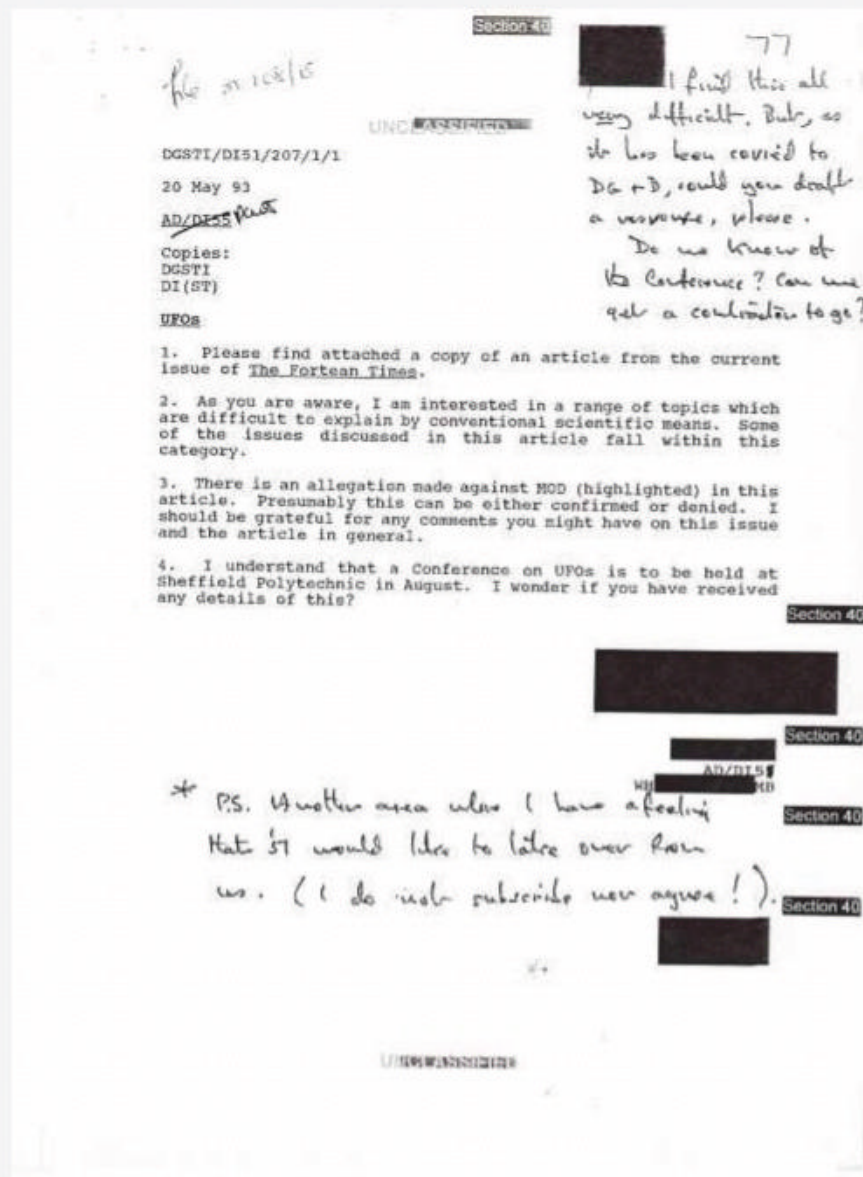 Section 40
77
I find this all
very difficult. But, as
it has been copied to
DG + D, could you draft
a response, please.
Do we know of
the Conference? Can we
get a contractor to go?
file
UNCLASSIFIED
DGSTI/DI51/207/1/1
20 May 93
AD/DI55
Copies:
DGSTI
DI(ST)
UFOs
1. Please find attached a copy of an article from the current
issue of The Fortean Times.
2. As you are aware, I am interested in a range of topics which
are difficult to explain by conventional scientific means. Some
of the issues discussed in this article fall within this
category.
3. There is an allegation made against MOD (highlighted) in this
article. Presumably this can be either confirmed or denied. I
should be grateful for any comments you might have on this issue
and the article in general.
4. I understand that a Conference on UFOs is to be held at
Sheffield Polytechnic in August. I wonder if you have received
any details of this?
Section 40
Section 40
AD/DI51
WH MB
* P.S. Another area where I have a feeling
Section 40
that 51 would like to take over from
us. (I do not subscribe nor agree!).
Section 40
UNCLASSIFIED